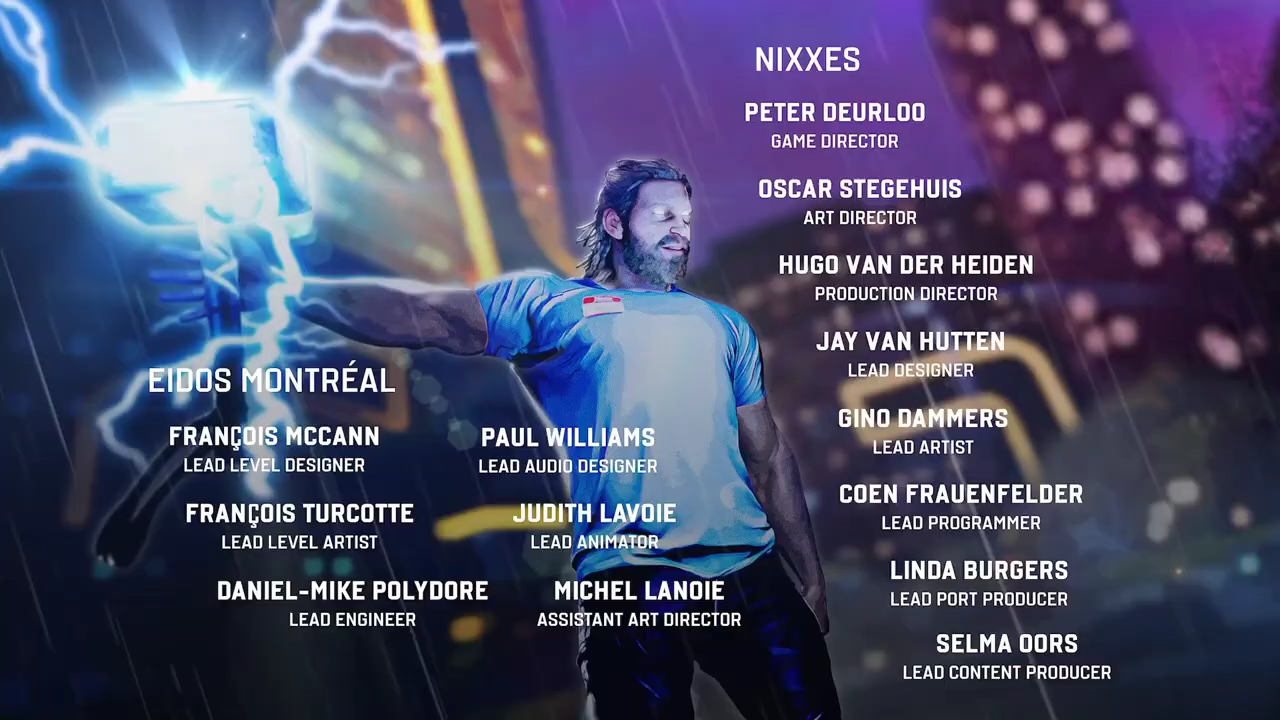 NIXXES
PETER DEURLOO
GAME DIRECTOR
OSCAR STEGEHUIS
ART DIRECTOR
HUGO VAN DER HEIDEN
PRODUCTION DIRECTOR
JAY VAN HUTTEN
LEAD DESIGNER
GINO DAMMERS
LEAD ARTIST
COEN FRAUENFELDER
LEAD PROGRAMMER
LINDA BURGERS
LEAD PORT PRODUCER
SELMA OORS
LEAD CONTENT PRODUCER
EIDOS MONTRÉAL
FRANÇOIS MCCANN
LEAD LEVEL DESIGNER
FRANÇOIS TURCOTTE
LEAD LEVEL ARTIST
DANIEL-MIKE POLYDORE
LEAD ENGINEER
PAUL WILLIAMS
LEAD AUDIO DESIGNER
JUDITH LAVOIE
LEAD ANIMATOR
MICHEL LANOIE
ASSISTANT ART DIRECTOR